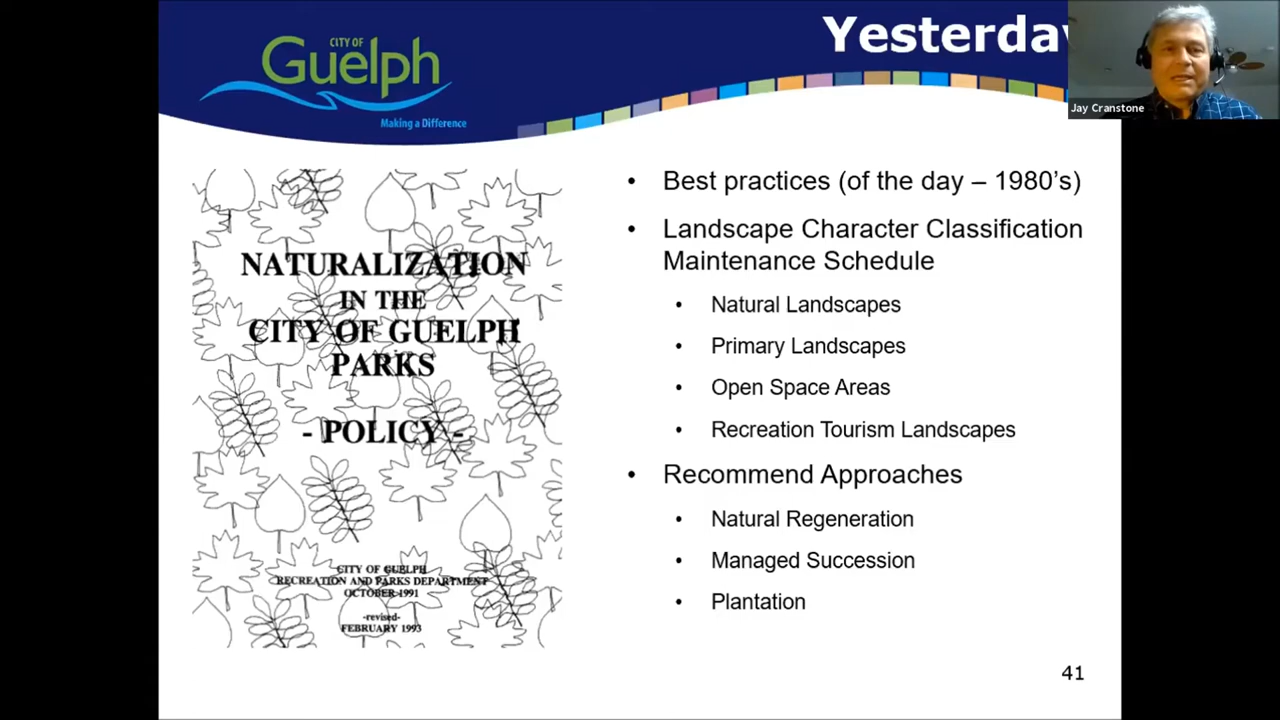 CITY OF
Guelph
Making a Difference
Yesterday
Jay Cranstone
NATURALIZATION
IN THE
CITY OF GUELPH
PARKS
- POLICY -
CITY OF GUELPH
RECREATION AND PARKS DEPARTMENT
OCTOBER 1991
-revised-
FEBRUARY 1993
• Best practices (of the day – 1980’s)
• Landscape Character Classification
Maintenance Schedule
• Natural Landscapes
• Primary Landscapes
• Open Space Areas
• Recreation Tourism Landscapes
• Recommend Approaches
• Natural Regeneration
• Managed Succession
• Plantation
41